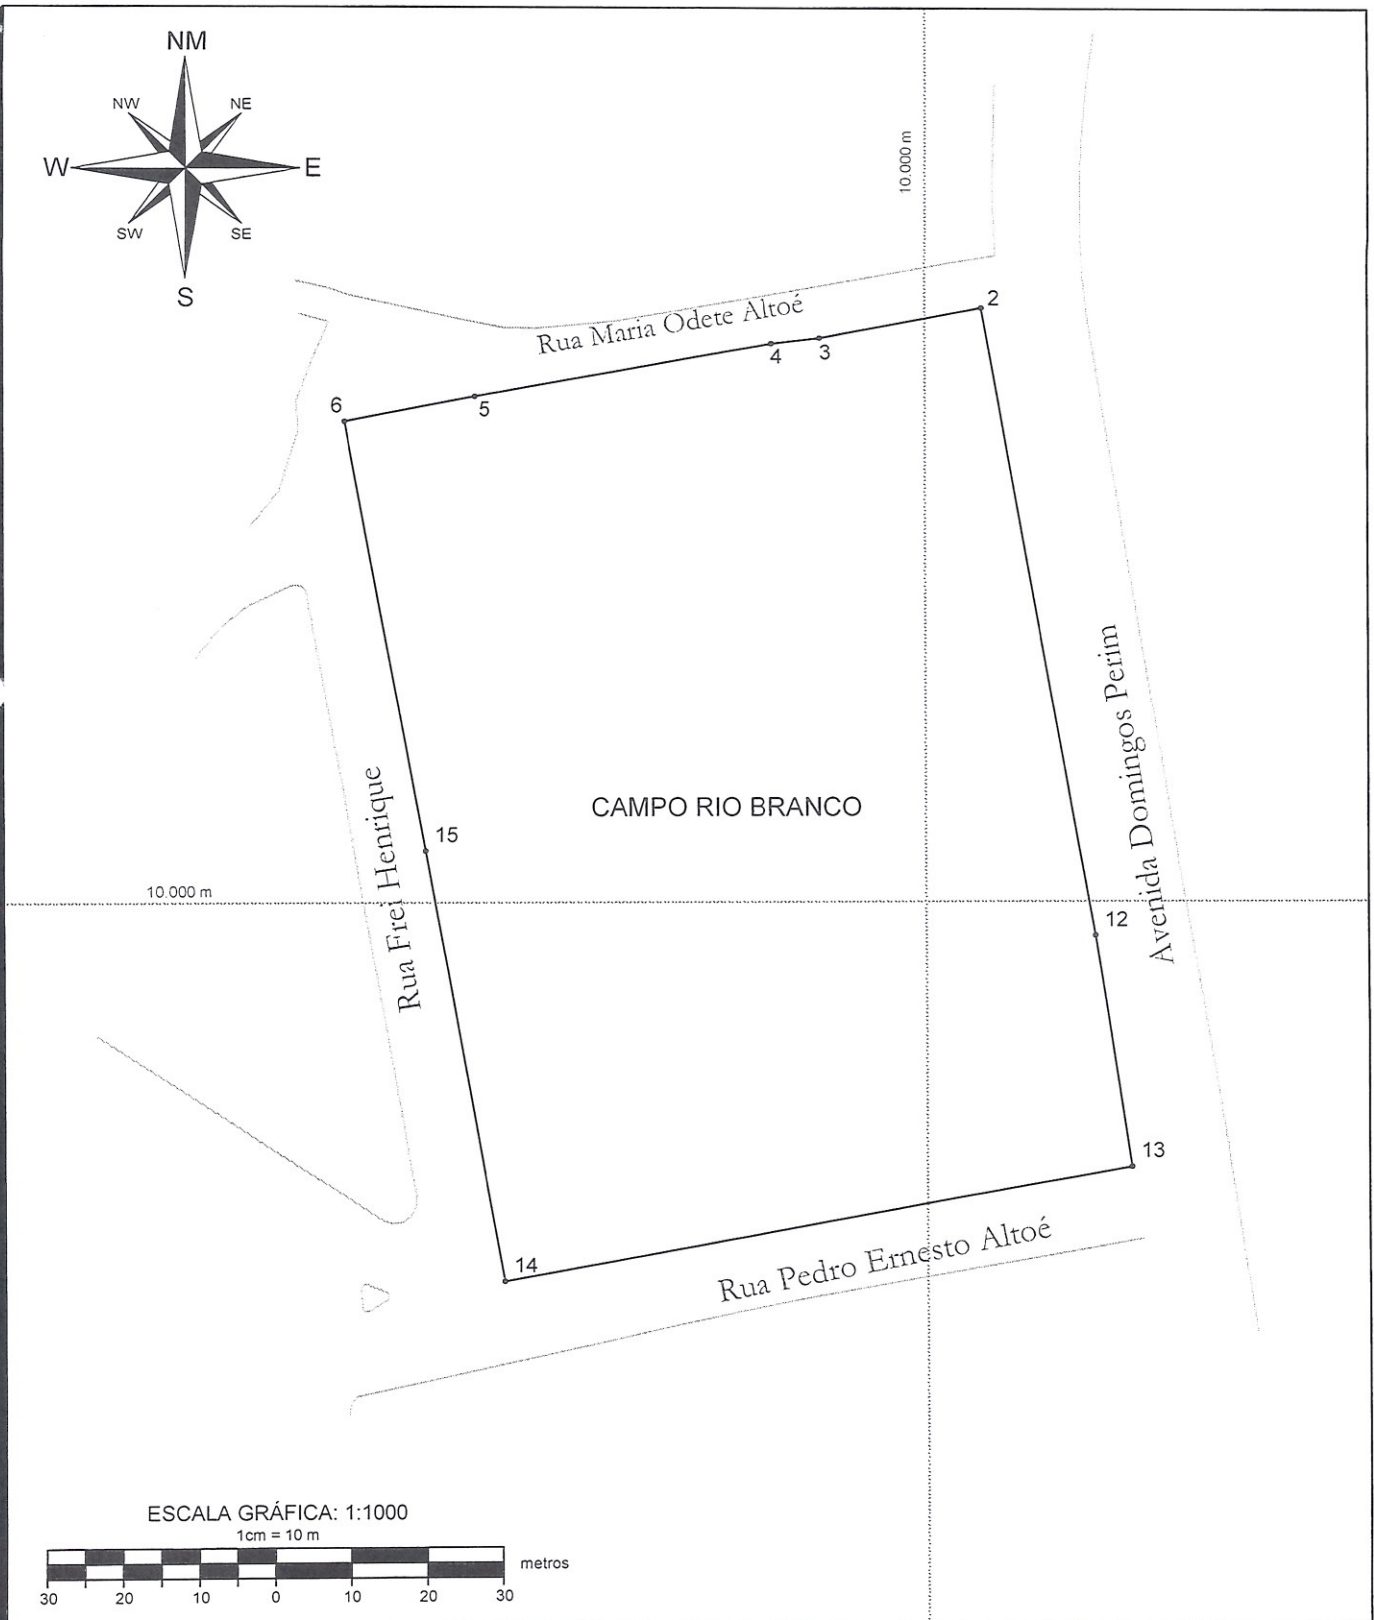 NM
NW
NE
W
E
SW
SE
S
10.000 m
Rua Maria Odete Altoé
2
3
4
5
6
Avenida Domingos Perim
CAMPO RIO BRANCO
Rua Frei Henrique
15
10.000 m
12
13
14
Rua Pedro Ernesto Altoé
ESCALA GRÁFICA: 1:1000
1cm = 10 m
metros
30 20 10 0 10 20 30